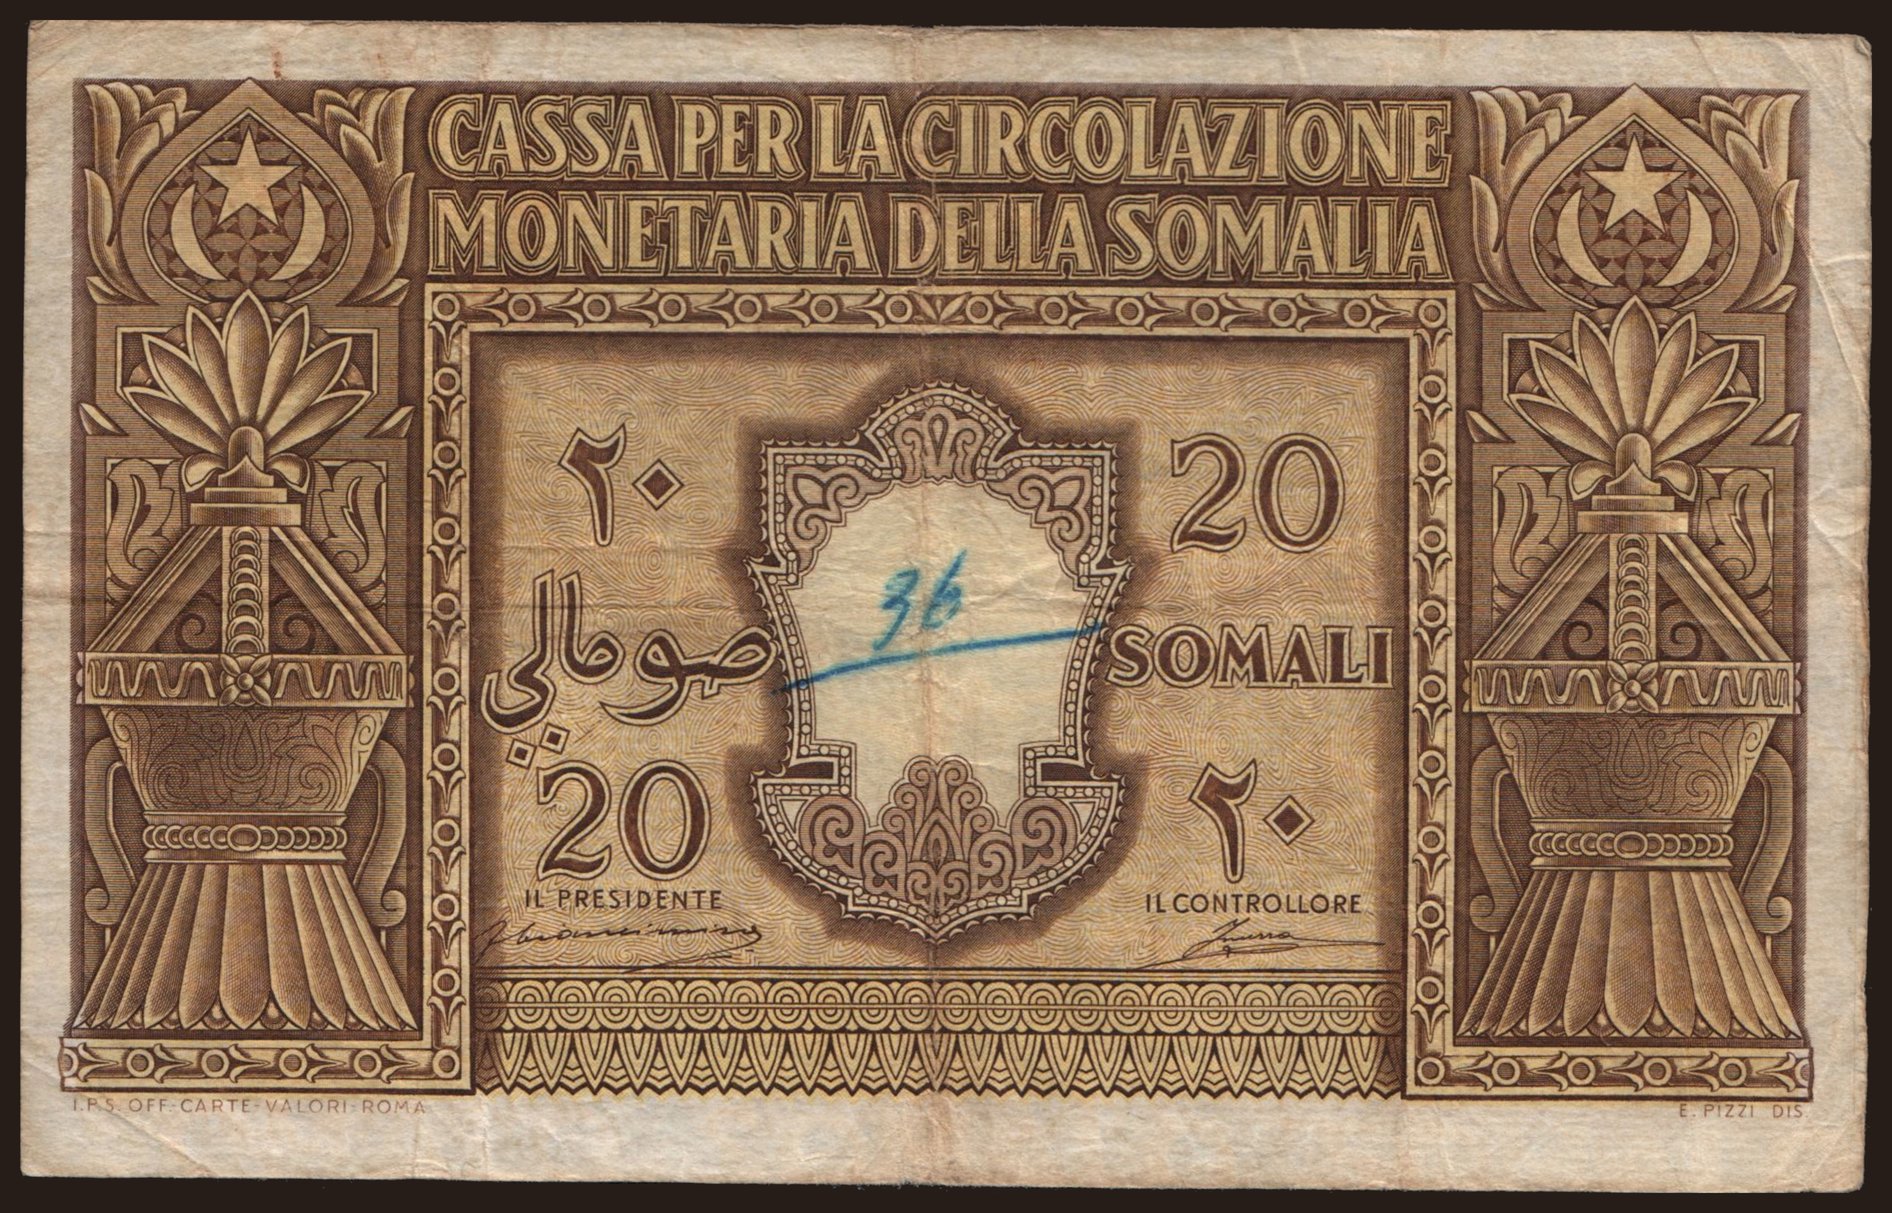 CASSA PER LA CIRCOLAZIONE
MONETARIA DELLA SOMALIA
٢٠
20
36
صومالي
SOMALI
20
٢٠
IL PRESIDENTE
IL CONTROLLORE
I.P.S. OFF. CARTE-VALORI-ROMA
E. PIZZI DIS.